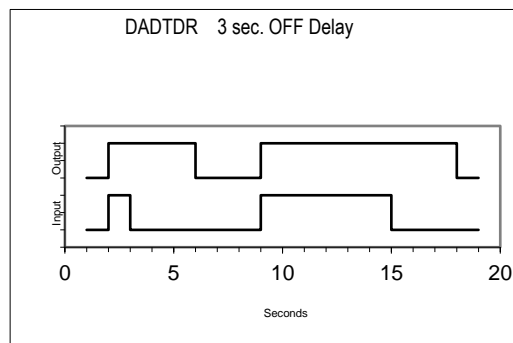 DADTDR 3 sec. OFF Delay
Output
Input
0 5 10 15 20
Seconds